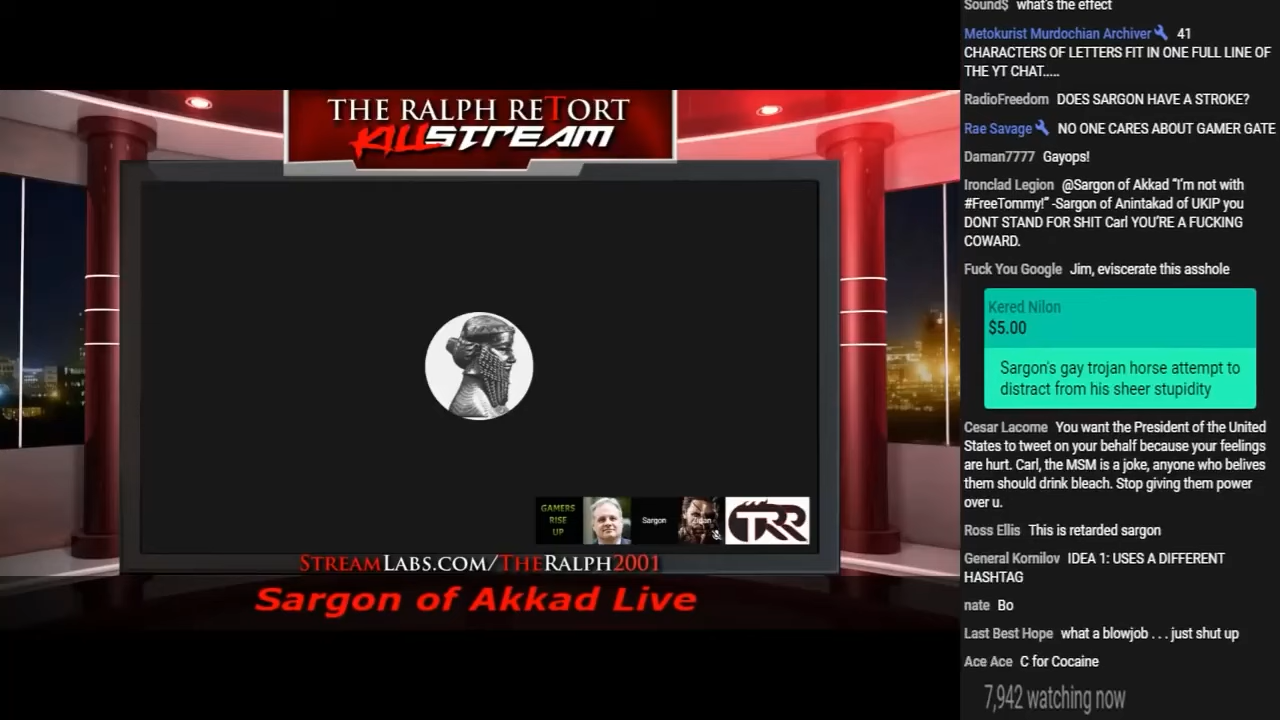 THE RALPH RETORT
KILLSTREAM
GAMERS
RISE
UP
Sargon
TRR
STREAMLABS.COM/THERALPH2001
Sargon of Akkad Live
Sound$ what's the effect
Metokurist Murdochian Archiver 41
CHARACTERS OF LETTERS FIT IN ONE FULL LINE OF
THE YT CHAT.....
RadioFreedom DOES SARGON HAVE A STROKE?
Rae Savage NO ONE CARES ABOUT GAMER GATE
Daman7777 Gayops!
Ironclad Legion @Sargon of Akkad “I’m not with
#FreeTommy!” -Sargon of Anintakad of UKIP you
DONT STAND FOR SHIT Carl YOU’RE A FUCKING
COWARD.
Fuck You Google Jim, eviscerate this asshole
Kered Nilon
$5.00
Sargon's gay trojan horse attempt to
distract from his sheer stupidity
Cesar Lacome You want the President of the United
States to tweet on your behalf because your feelings
are hurt. Carl, the MSM is a joke, anyone who belives
them should drink bleach. Stop giving them power
over u.
Ross Ellis This is retarded sargon
General Kornilov IDEA 1: USES A DIFFERENT
HASHTAG
nate Bo
Last Best Hope what a blowjob . . . just shut up
Ace Ace C for Cocaine
7,942 watching now